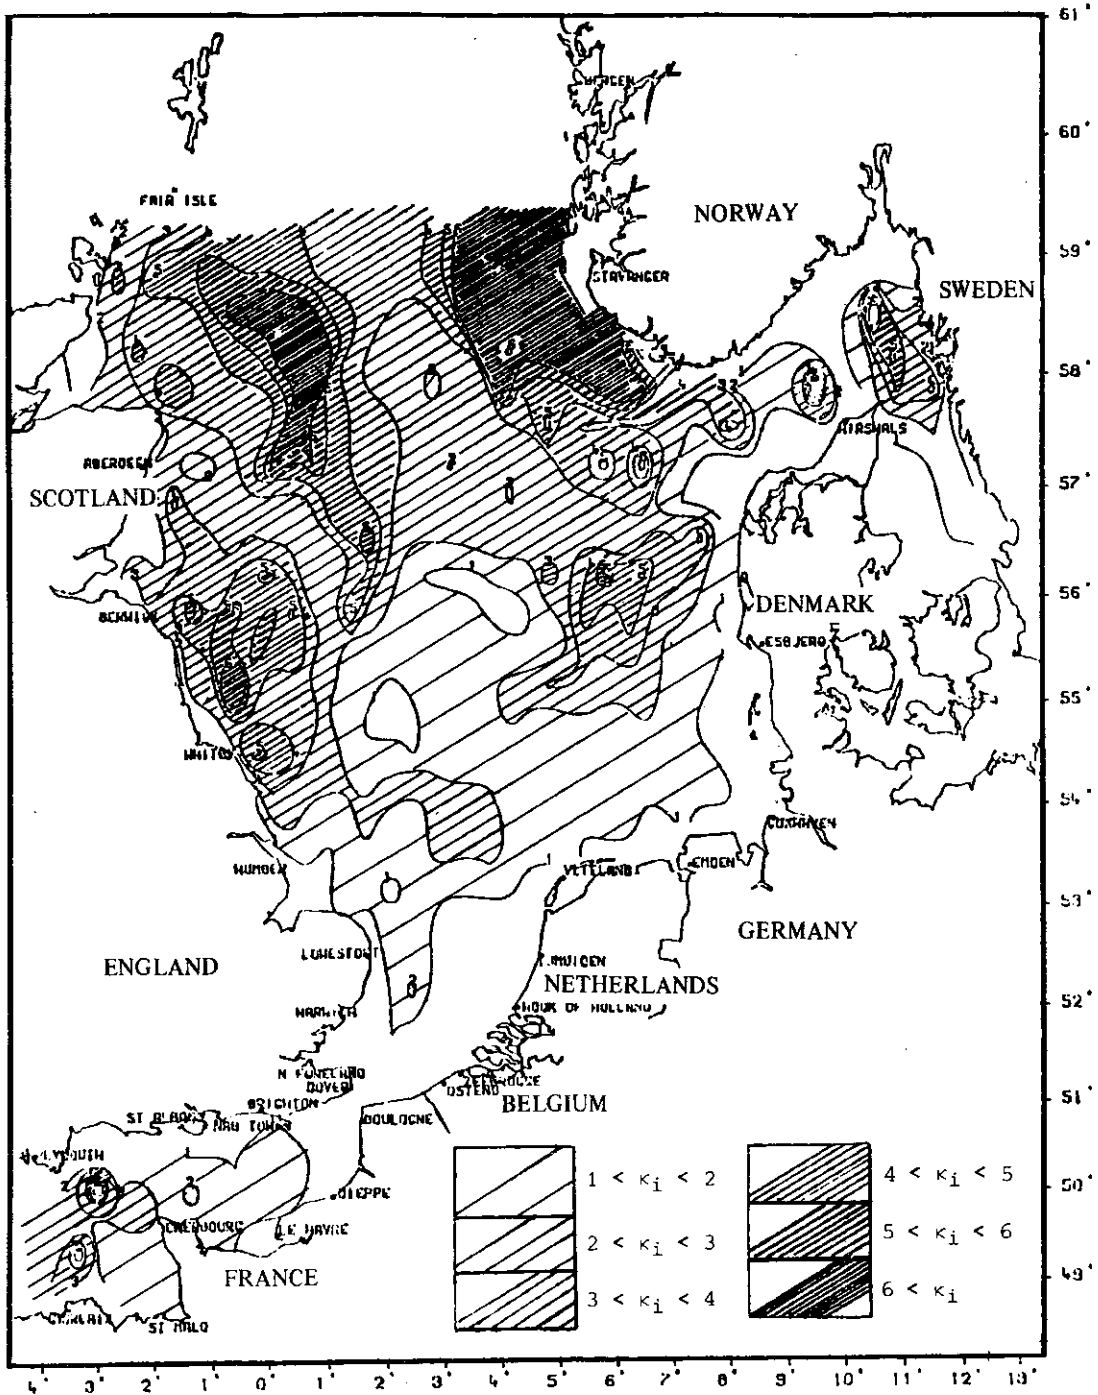 61°
BERGEN
60°
FAIR ISLE
NORWAY
59°
STAVANGER
SWEDEN
58°
HIRSHALS
ABERDEEN
57°
SCOTLAND
56°
BERWICK
DENMARK
ESBJERG
55°
WHITBY
54°
CUXHAVEN
HUMBER
EMDEN
53°
GERMANY
LOWESTOFT
ENGLAND
IJMUIDEN
NETHERLANDS
HOOK OF HOLLAND
52°
HARWICH
N FORELAND
DOVER
ZEEBRUGGE
OSTEND
51°
BRIGHTON
BELGIUM
BOULOGNE
PLYMOUTH
1 < κi < 2
4 < κi < 5
50°
DIEPPE
CHERBOURG
LE HAVRE
2 < κi < 3
5 < κi < 6
FRANCE
49°
3 < κi < 4
6 < κi
ST MALO
4° 3° 2° 1° 0° 1° 2° 3° 4° 5° 6° 7° 8° 9° 10° 11° 12° 13°